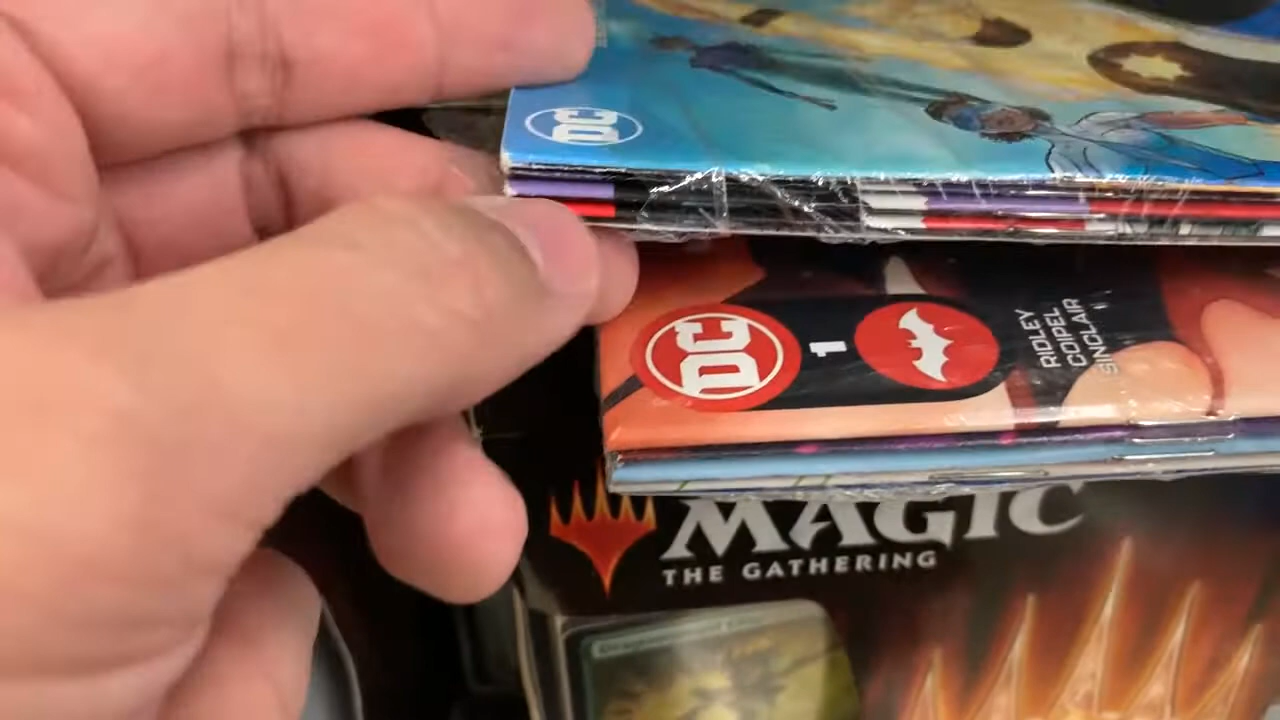 DC
DC
1
RIDLEY
COIPEL
SINCLAIR
MAGIC
THE GATHERING